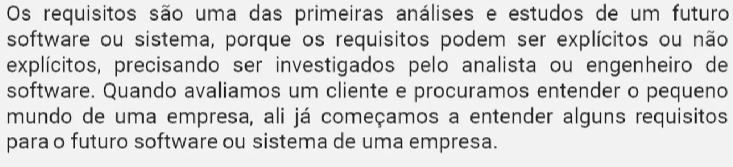 Os requisitos são uma das primeiras análises e estudos de um futuro
software ou sistema, porque os requisitos podem ser explícitos ou não
explícitos, precisando ser investigados pelo analista ou engenheiro de
software. Quando avaliamos um cliente e procuramos entender o pequeno
mundo de uma empresa, ali já começamos a entender alguns requisitos
para o futuro software ou sistema de uma empresa.